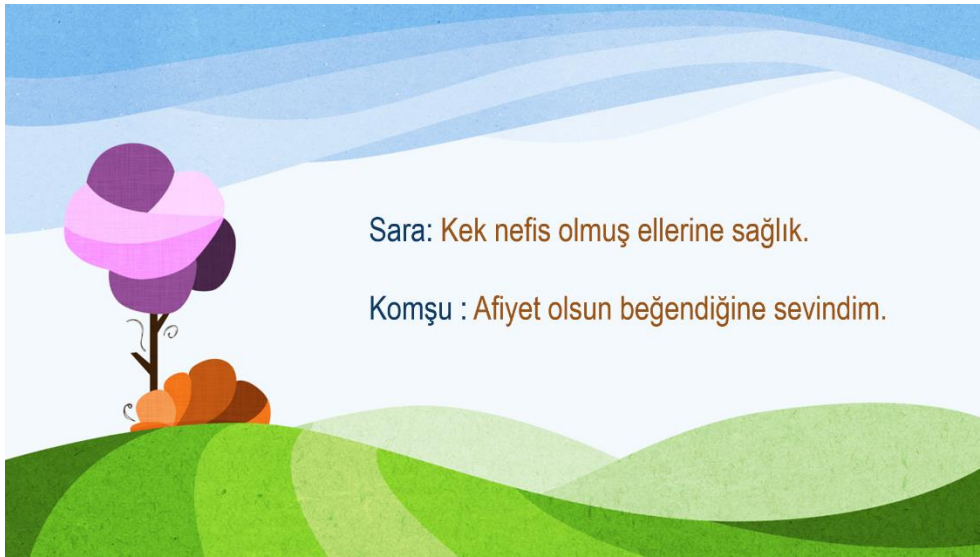 Sara: Kek nefis olmuş ellerine sağlık.
Komşu : Afiyet olsun beğendiğine sevindim.